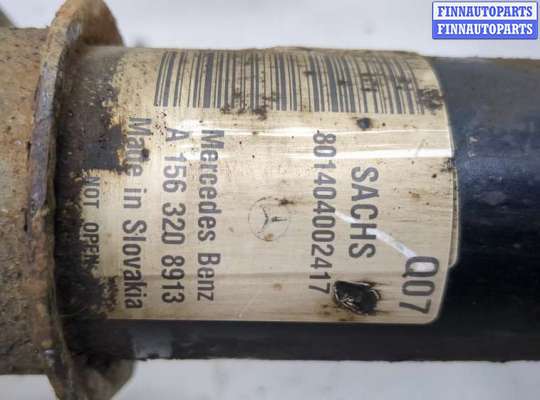 FINNAUTOPARTS
FINNAUTOPARTS
Q07
SACHS
801404002417
Mercedes Benz
A 156 320 8913
Made in Slovakia
NOT OPEN